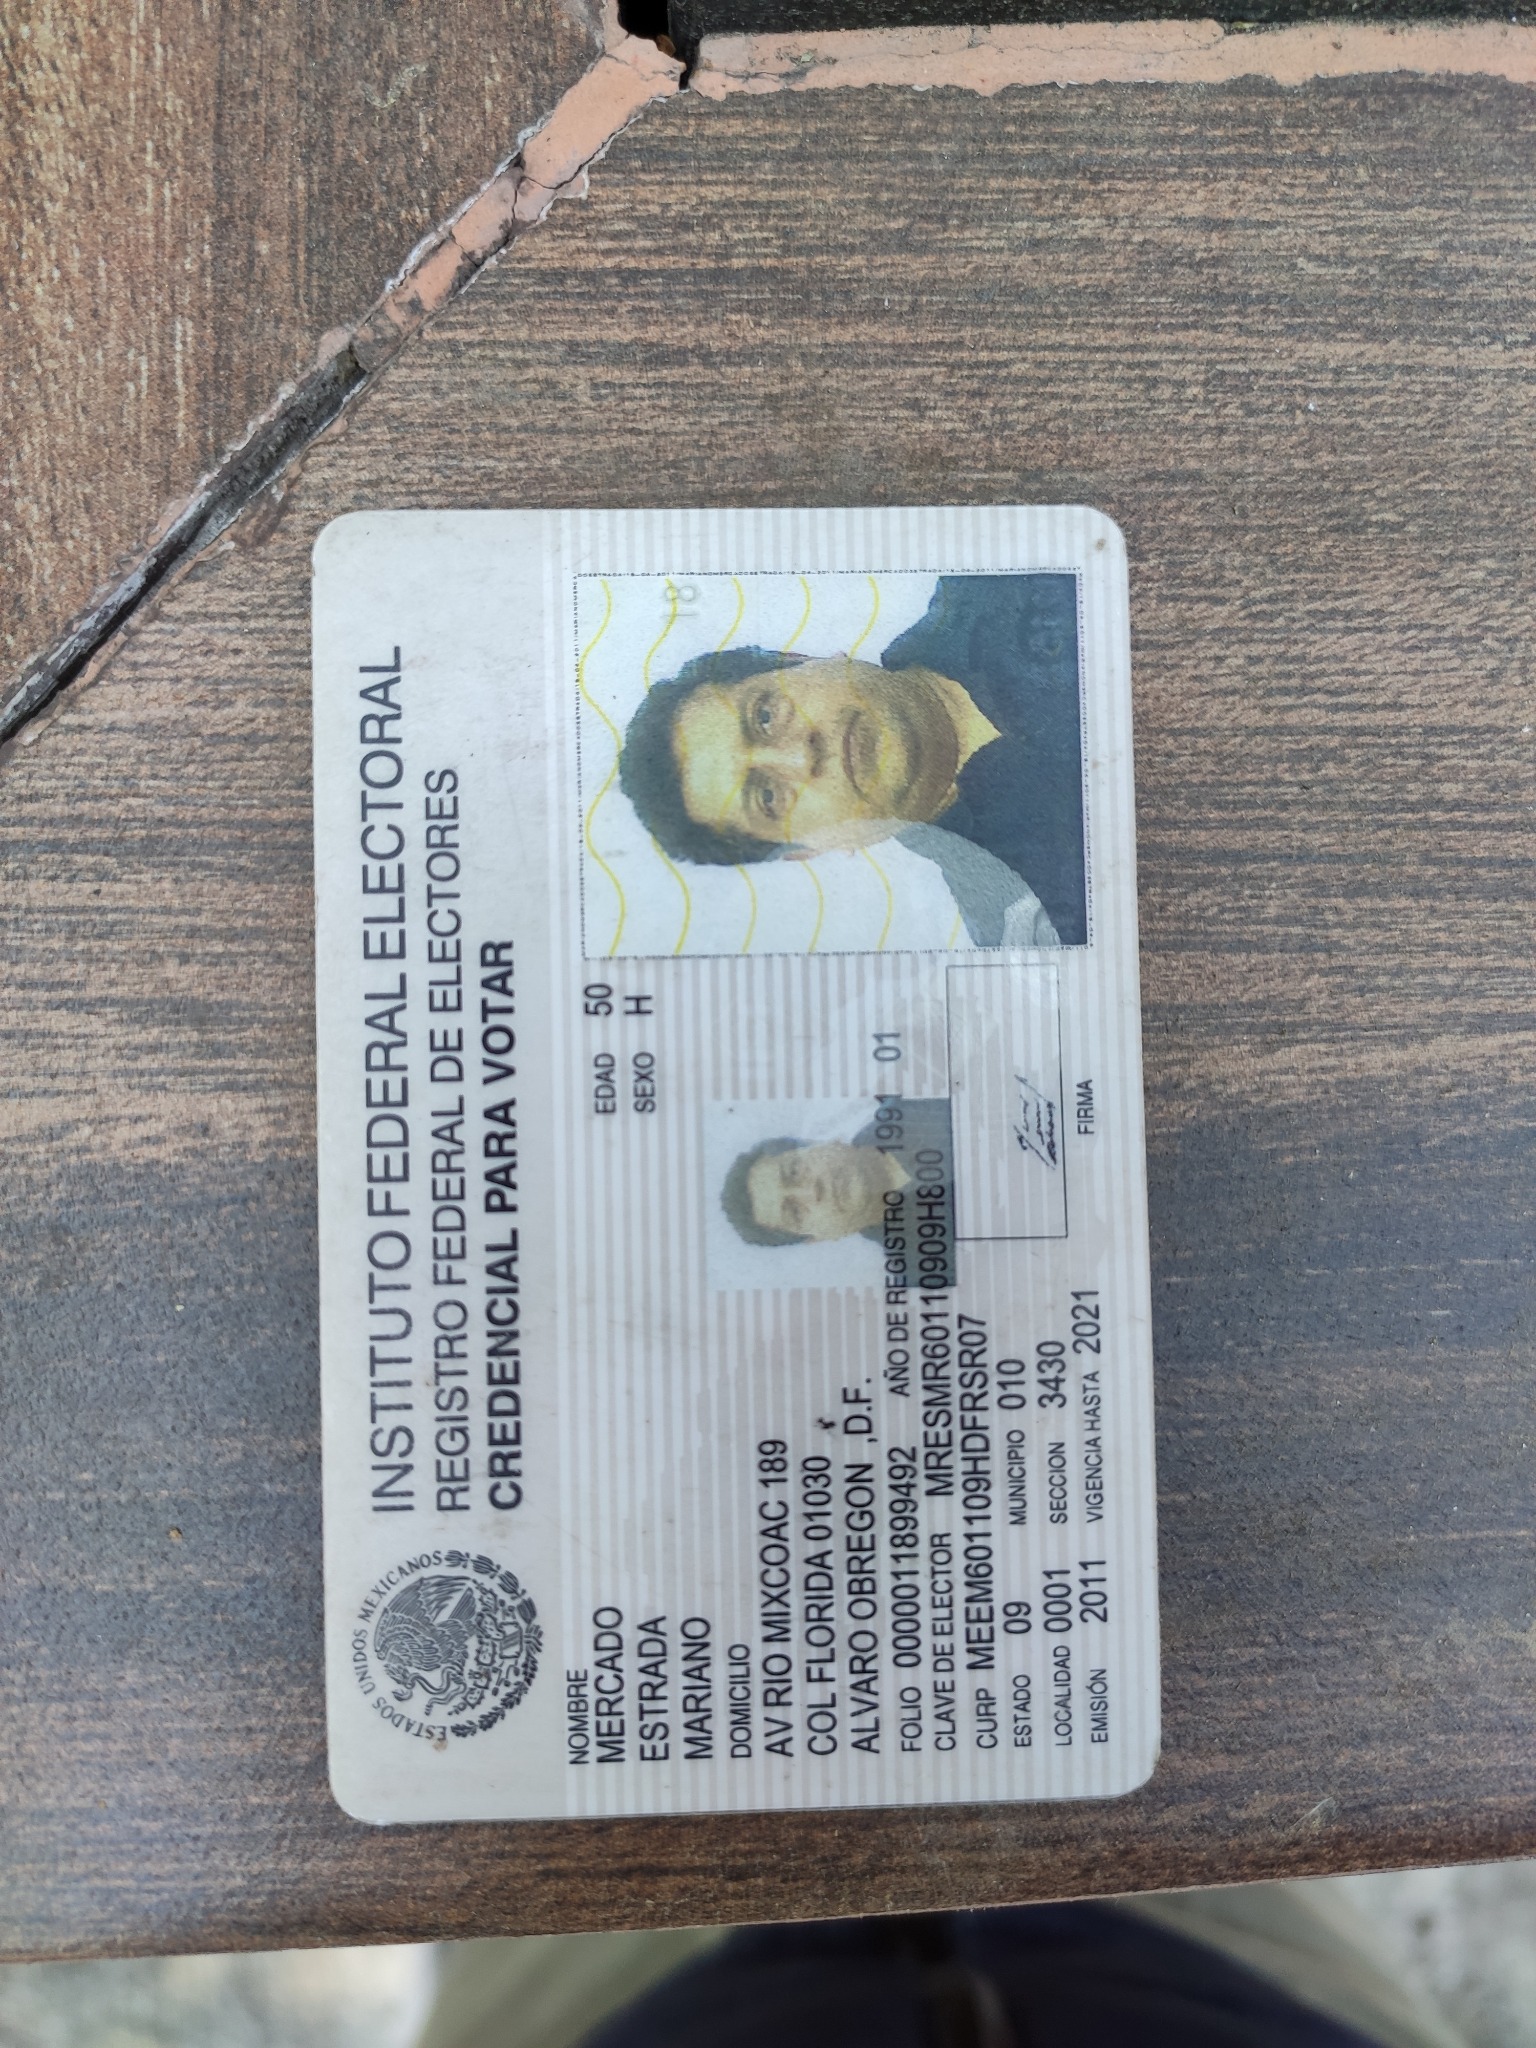 ESTADOS UNIDOS MEXICANOS
INSTITUTO FEDERAL ELECTORAL
REGISTRO FEDERAL DE ELECTORES
CREDENCIAL PARA VOTAR
NOMBRE
MERCADO
ESTRADA
MARIANO
EDAD 50
SEXO H
DOMICILIO
AV RIO MIXCOAC 189
COL FLORIDA 01030
ALVARO OBREGON ,D.F.
FOLIO 0000011899492 AÑO DE REGISTRO 1991 01
CLAVE DE ELECTOR MRESMR60110909H800
CURP MEEM601109HDFRSR07
ESTADO 09 MUNICIPIO 010
LOCALIDAD 0001 SECCION 3430
EMISIÓN 2011 VIGENCIA HASTA 2021
FIRMA